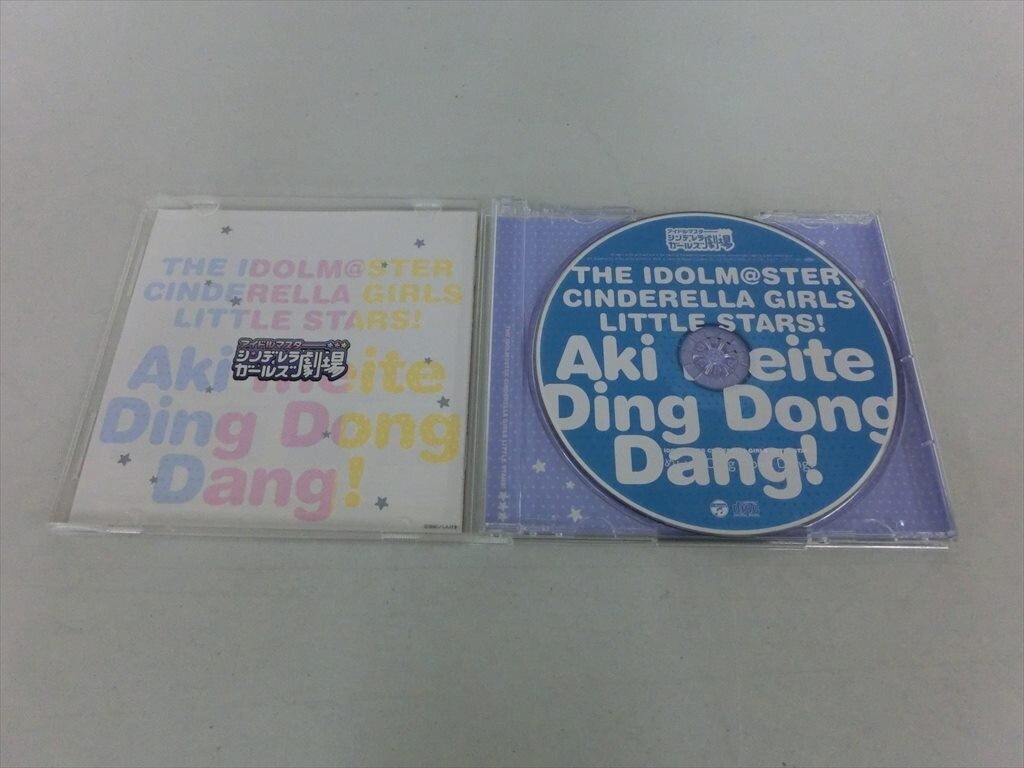 THE IDOLM@STER
CINDERELLA GIRLS
LITTLE STARS!
アイドルマスター
シンデレラ
ガールズ劇場
Aki Meite
Ding Dong
Dang!
アイドルマスター
シンデレラ
ガールズ劇場
THE IDOLM@STER
CINDERELLA GIRLS
LITTLE STARS!
Aki eite
Ding Dong
Dang!